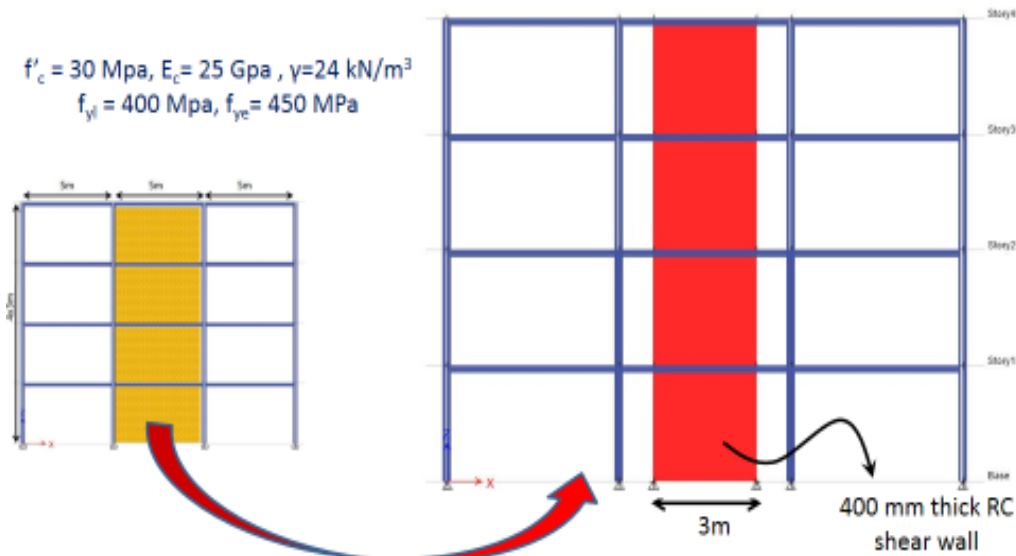 f'c = 30 Mpa, Ec= 25 Gpa , γ=24 kN/m³
fyl = 400 Mpa, fye= 450 MPa
5m 5m 5m
4x3m
X
Story4
Story3
Story2
Story1
X
Base
3m
400 mm thick RC
shear wall